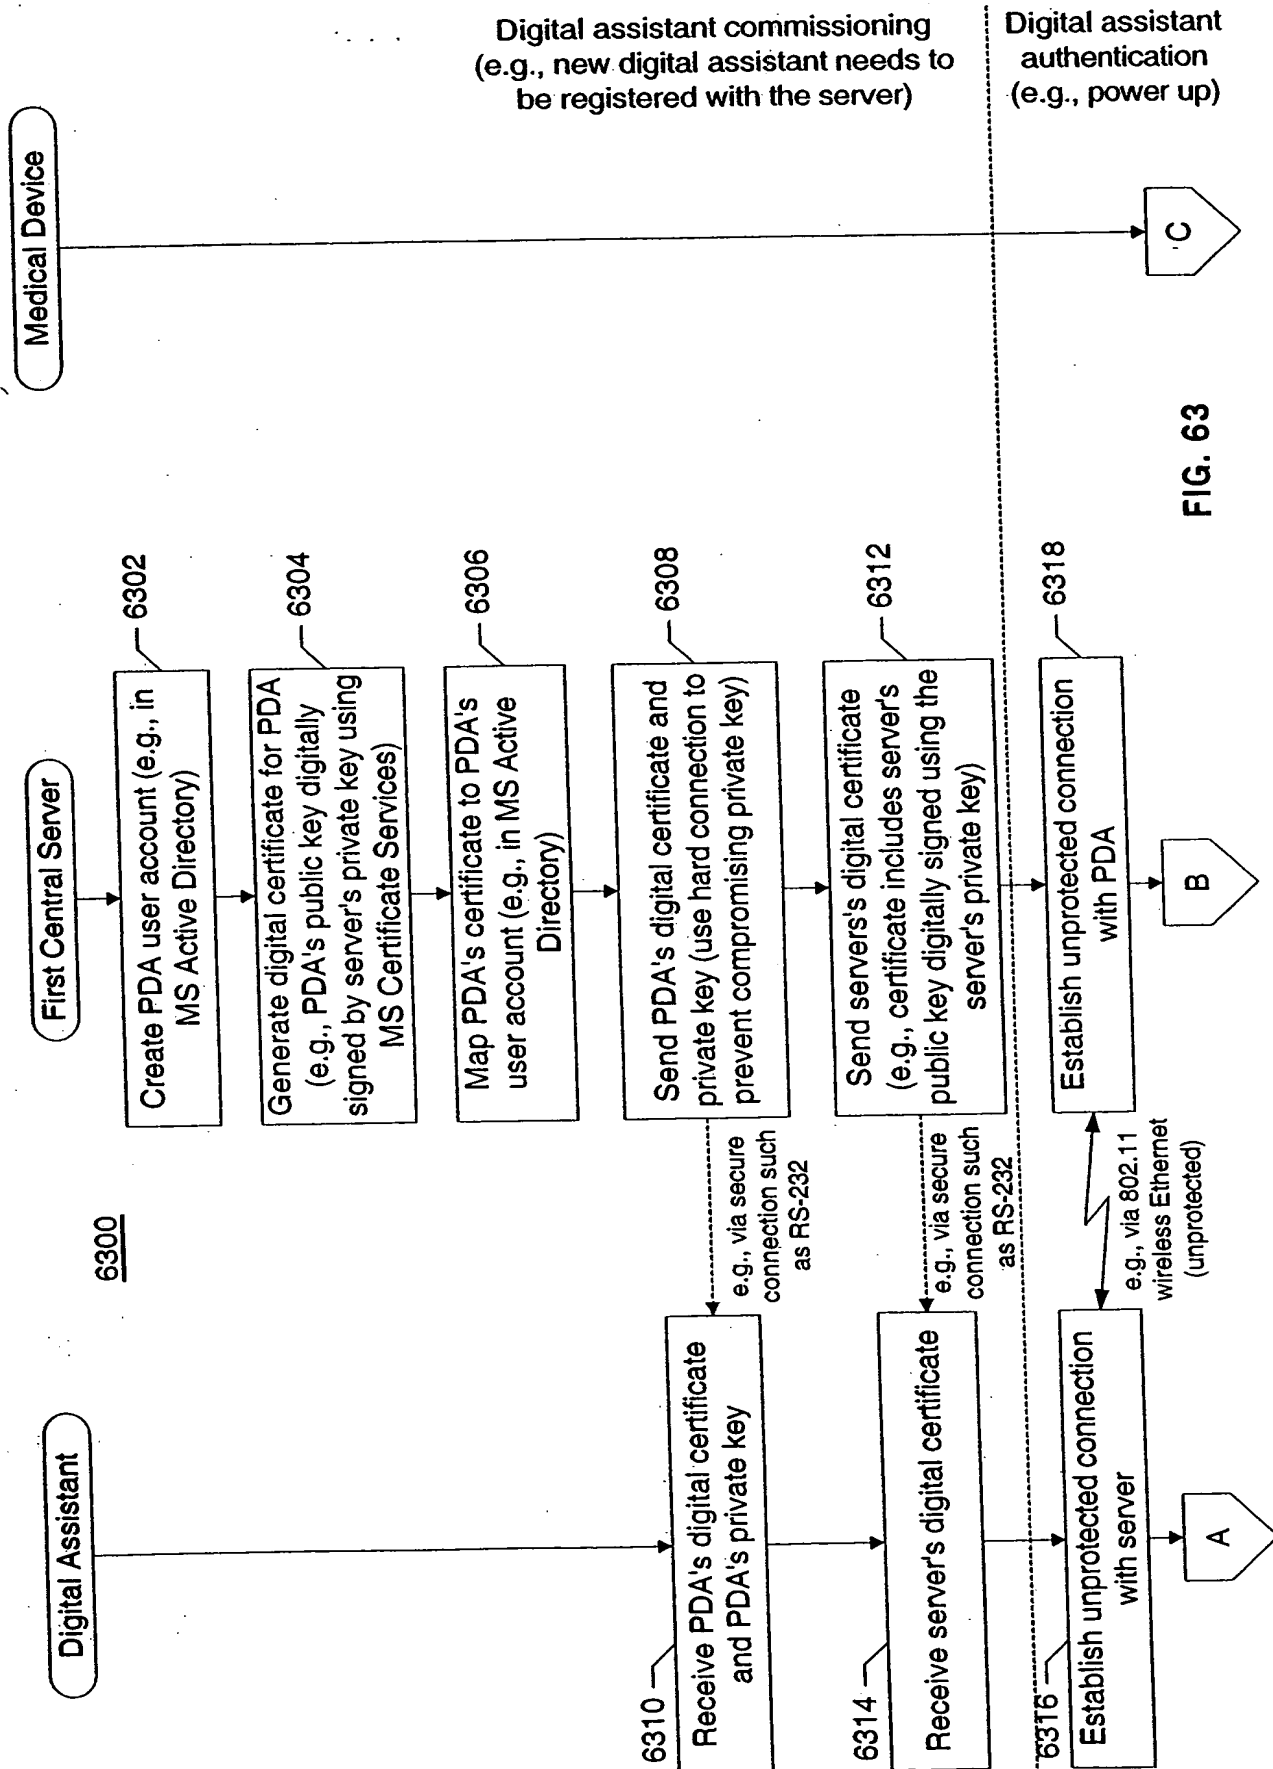 Digital assistant commissioning
(e.g., new digital assistant needs to
be registered with the server)
Digital assistant
authentication
(e.g., power up)
Medical Device
C
First Central Server
6302
Create PDA user account (e.g., in
MS Active Directory)
6304
Generate digital certificate for PDA
(e.g., PDA's public key digitally
signed by server's private key using
MS Certificate Services)
6306
Map PDA's certificate to PDA's
user account (e.g., in MS Active
Directory)
6308
Send PDA's digital certificate and
private key (use hard connection to
prevent compromising private key)
6312
Send servers's digital certificate
(e.g., certificate includes server's
public key digitally signed using the
server's private key)
6318
Establish unprotected connection
with PDA
B
6300
e.g., via secure
connection such
as RS-232
e.g., via secure
connection such
as RS-232
e.g., via 802.11
wireless Ethernet
(unprotected)
Digital Assistant
6310
Receive PDA's digital certificate
and PDA's private key
6314
Receive server's digital certificate
6316
Establish unprotected connection
with server
A
FIG. 63